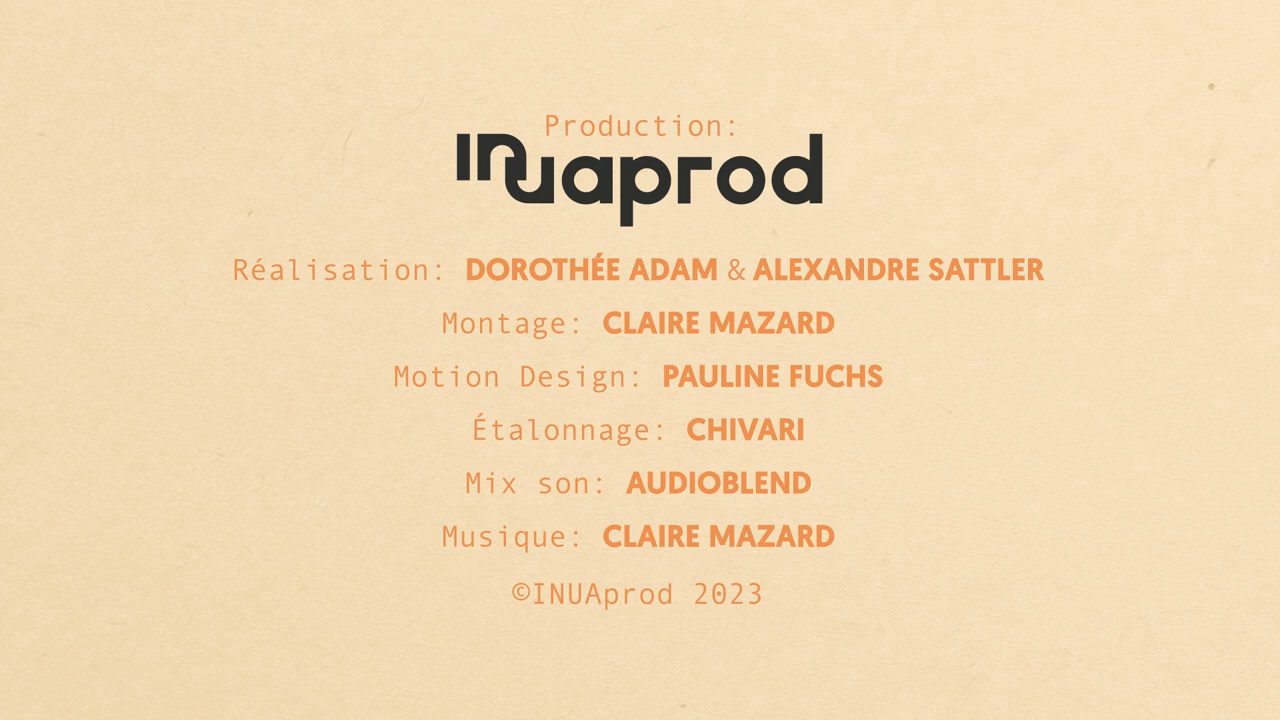 Production:
INuaprod
Réalisation: DOROTHÉE ADAM & ALEXANDRE SATTLER
Montage: CLAIRE MAZARD
Motion Design: PAULINE FUCHS
Étalonnage: CHIVARI
Mix son: AUDIOBLEND
Musique: CLAIRE MAZARD
©INUAprod 2023